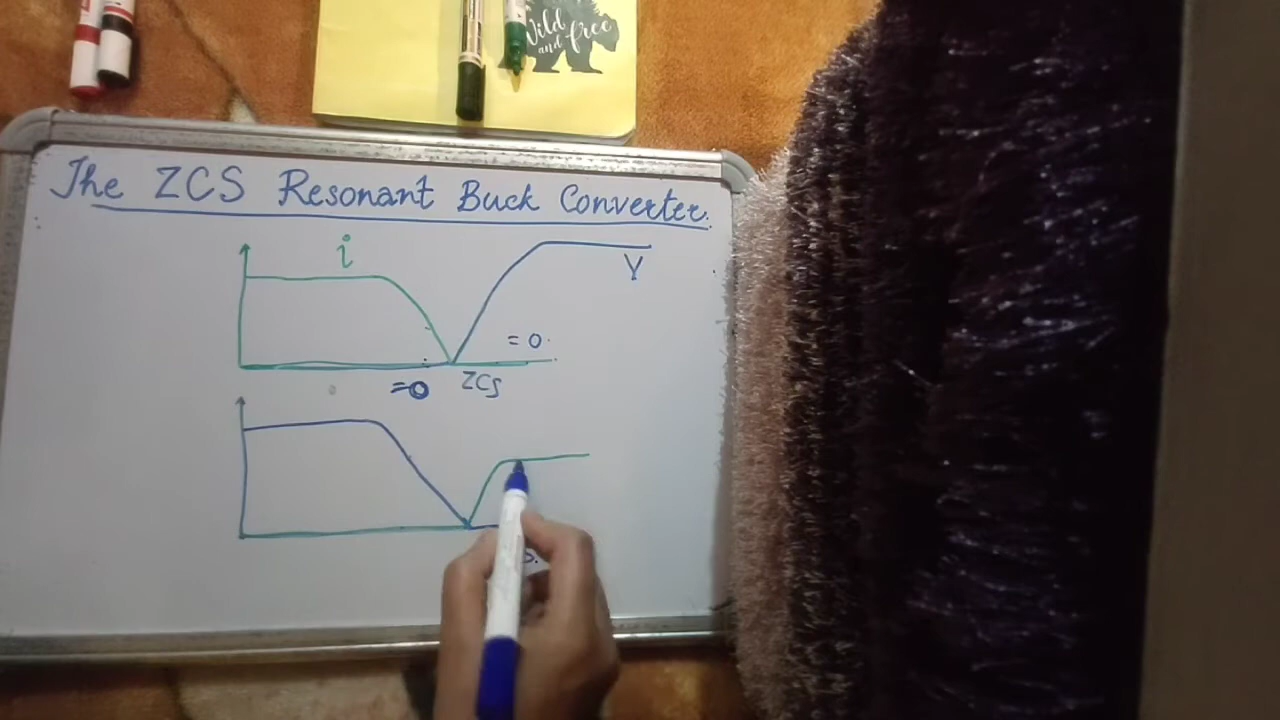 Wild
and free
The ZCS Resonant Buck Converter.
i
V
= 0.
=0
ZCS